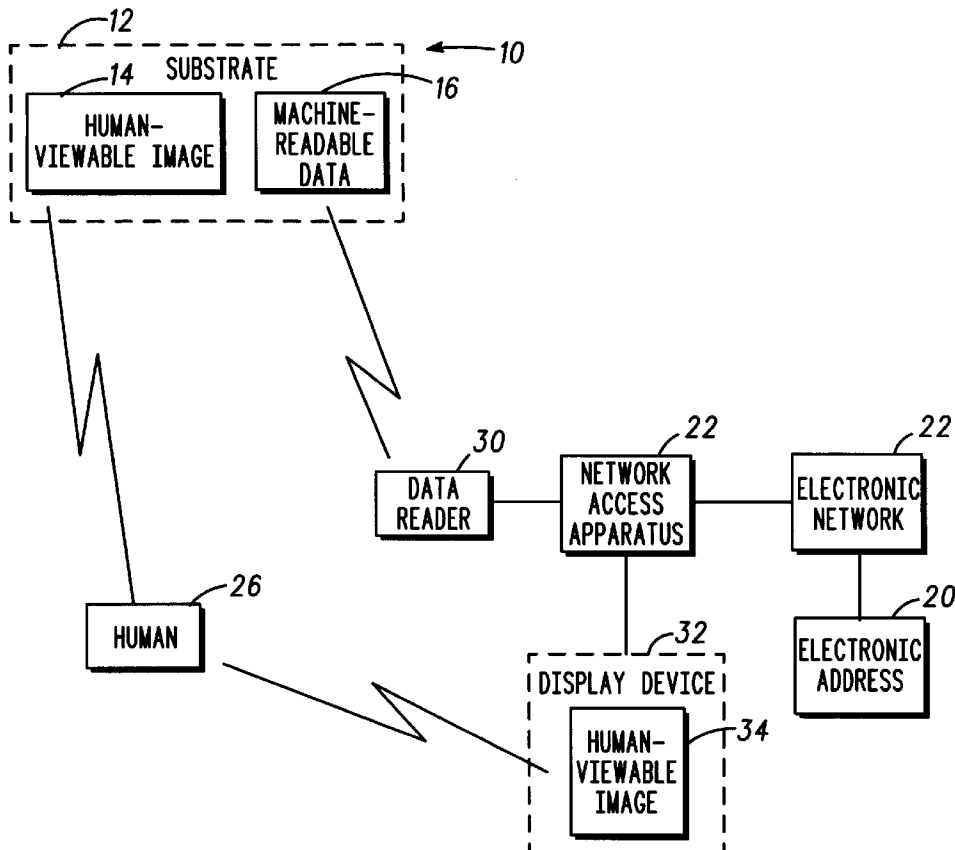 12
10
SUBSTRATE
14
16
HUMAN-
VIEWABLE IMAGE
MACHINE-
READABLE
DATA
30
22
22
DATA
READER
NETWORK
ACCESS
APPARATUS
ELECTRONIC
NETWORK
26
20
HUMAN
32
ELECTRONIC
ADDRESS
DISPLAY DEVICE
34
HUMAN-
VIEWABLE
IMAGE